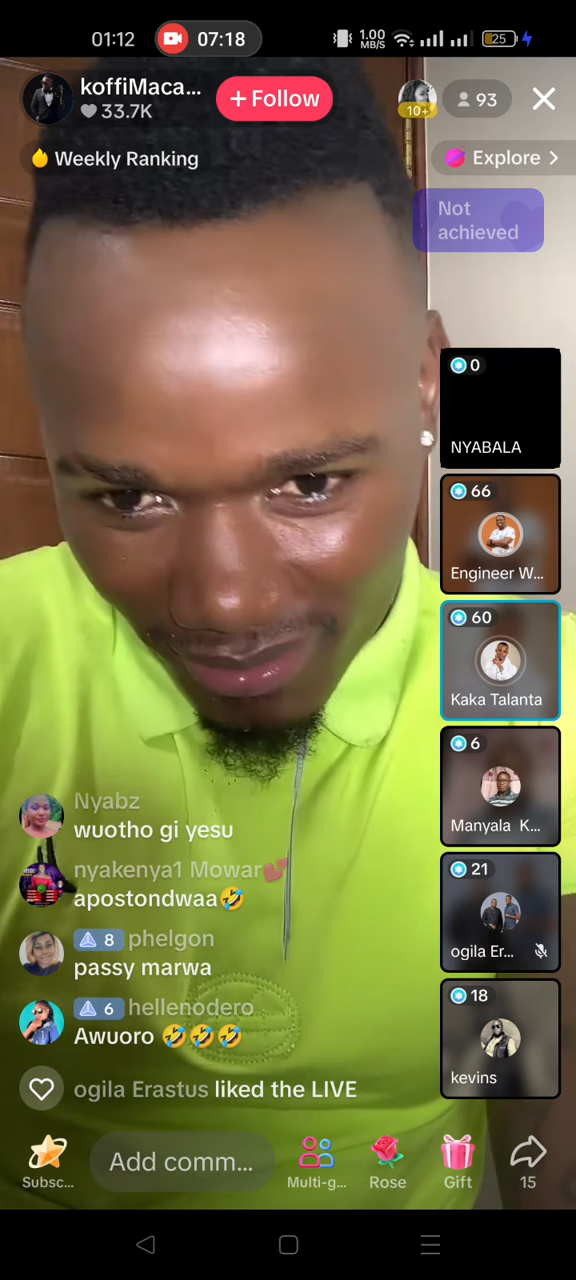 01:12
07:18
1.00
MB/S
25
koffiMaca...
33.7K
+ Follow
10+
93
Weekly Ranking
Explore >
Not
achieved
0
NYABALA
66
Engineer W...
60
Kaka Talanta
6
Manyala K...
21
ogila Er...
18
kevins
Nyabz
wuotho gi yesu
nyakenya1 Mowar💕
apostondwaa🤣
8 phelgon
passy marwa
6 hellenodero
Awuoro 🤣🤣🤣
ogila Erastus liked the LIVE
Subsc...
Add comm...
Multi-g...
Rose
Gift
15